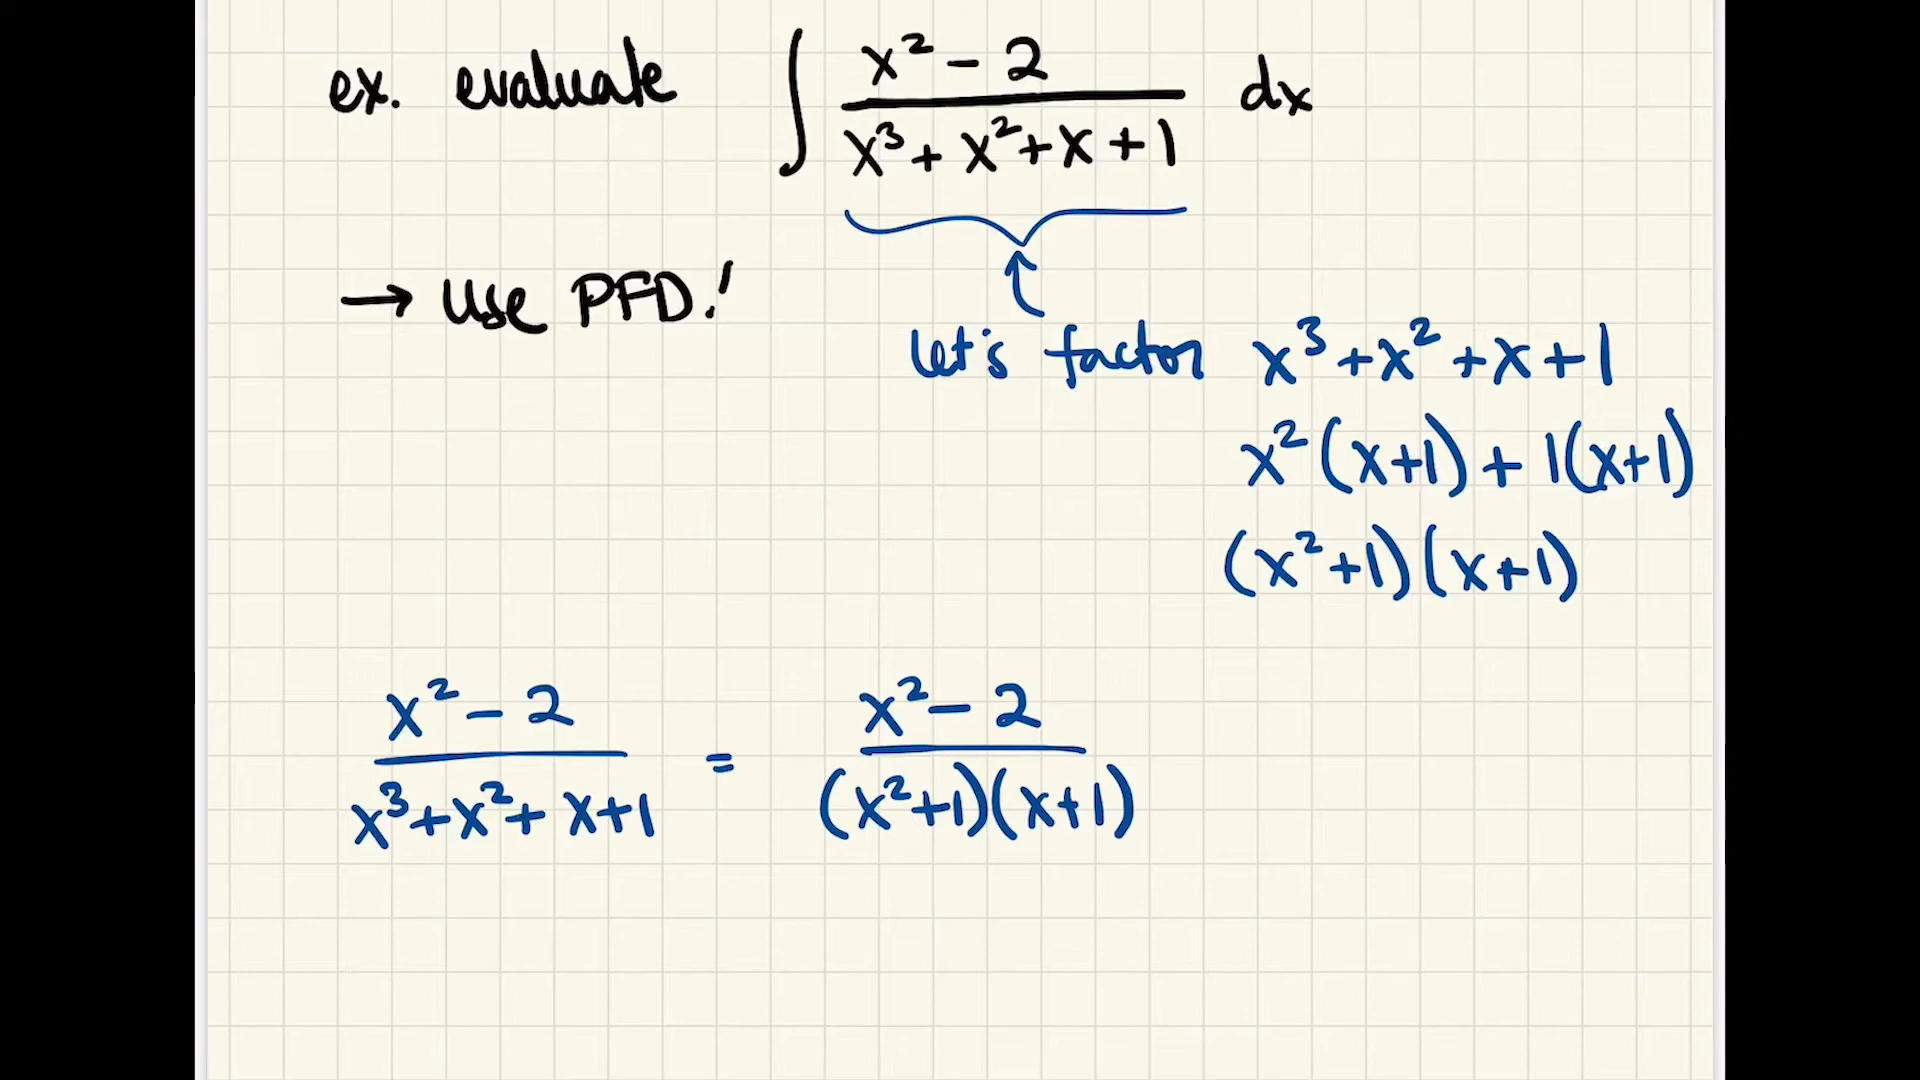 ex. evaluate ∫ (x² - 2)/(x³ + x² + x + 1) dx
→ Use PFD!
let's factor x³ + x² + x + 1
x²(x+1) + 1(x+1)
(x²+1)(x+1)
(x² - 2)/(x³ + x² + x + 1) = (x² - 2)/((x²+1)(x+1))